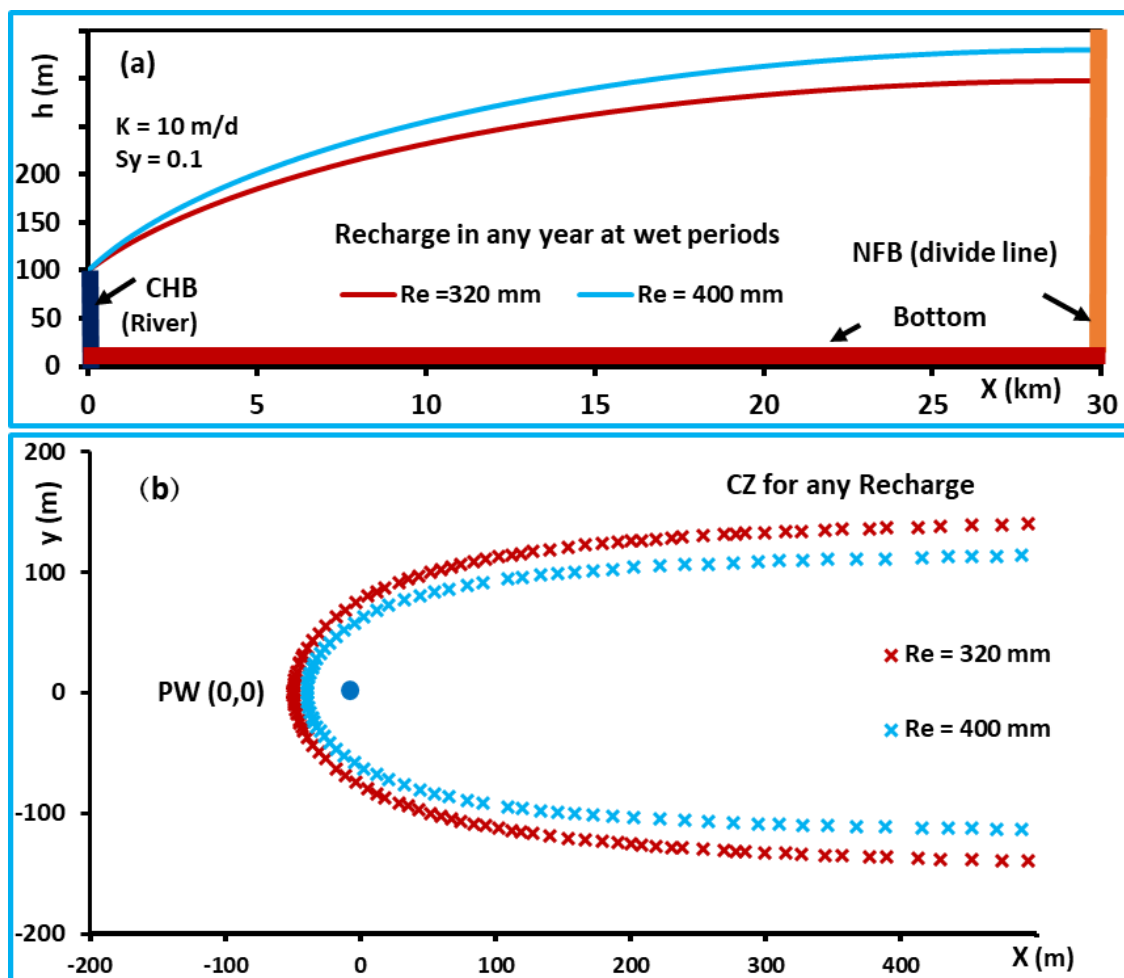 (a)
h (m)
K = 10 m/d
Sy = 0.1
200
150
100
50
0
Recharge in any year at wet periods
Re =320 mm
Re = 400 mm
NFB (divide line)
CHB
(River)
Bottom
X (km)
0 5 10 15 20 25 30
200
100
0
-100
-200
y (m)
(b)
CZ for any Recharge
PW (0,0)
Re = 320 mm
Re = 400 mm
-200 -100 0 100 200 300 400
X (m)